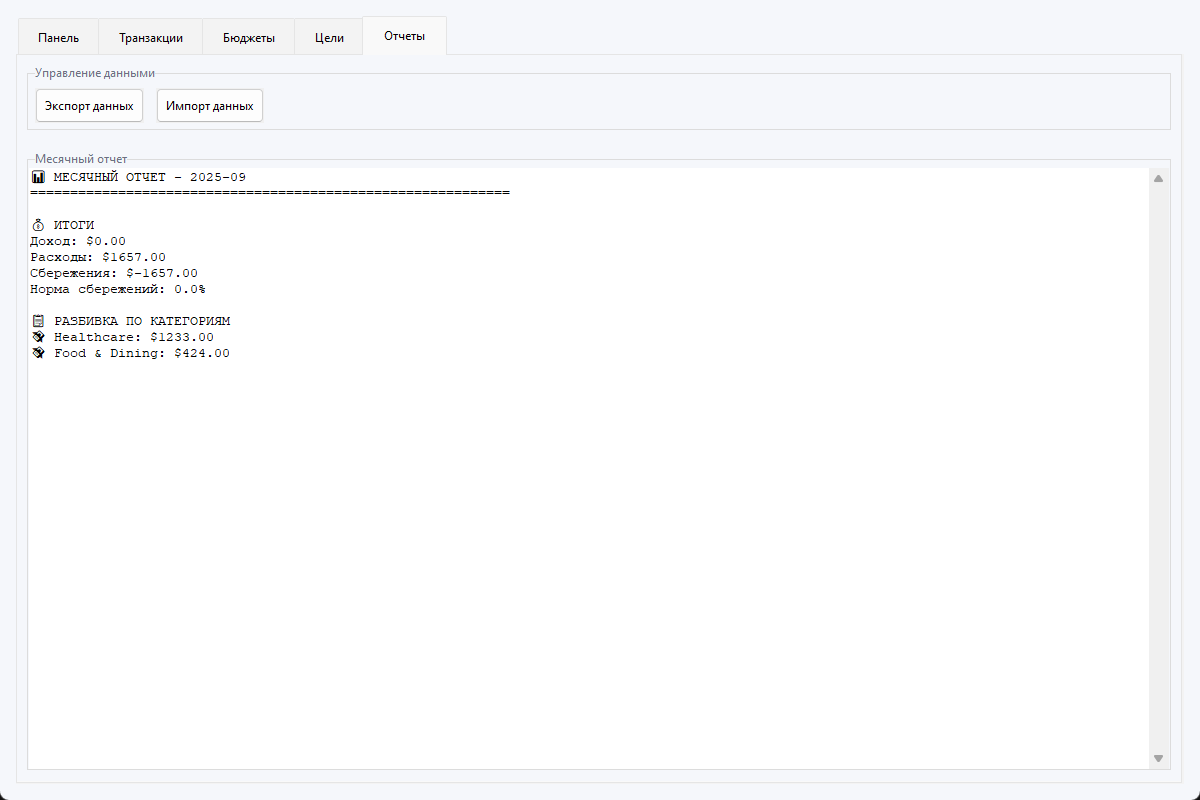 Панель
Транзакции
Бюджеты
Цели
Отчеты
Управление данными
Экспорт данных
Импорт данных
Месячный отчет
📊 МЕСЯЧНЫЙ ОТЧЕТ - 2025-09
============================================================
💰 ИТОГИ
Доход: $0.00
Расходы: $1657.00
Сбережения: $-1657.00
Норма сбережений: 0.0%
📋 РАЗБИВКА ПО КАТЕГОРИЯМ
💸 Healthcare: $1233.00
💸 Food & Dining: $424.00